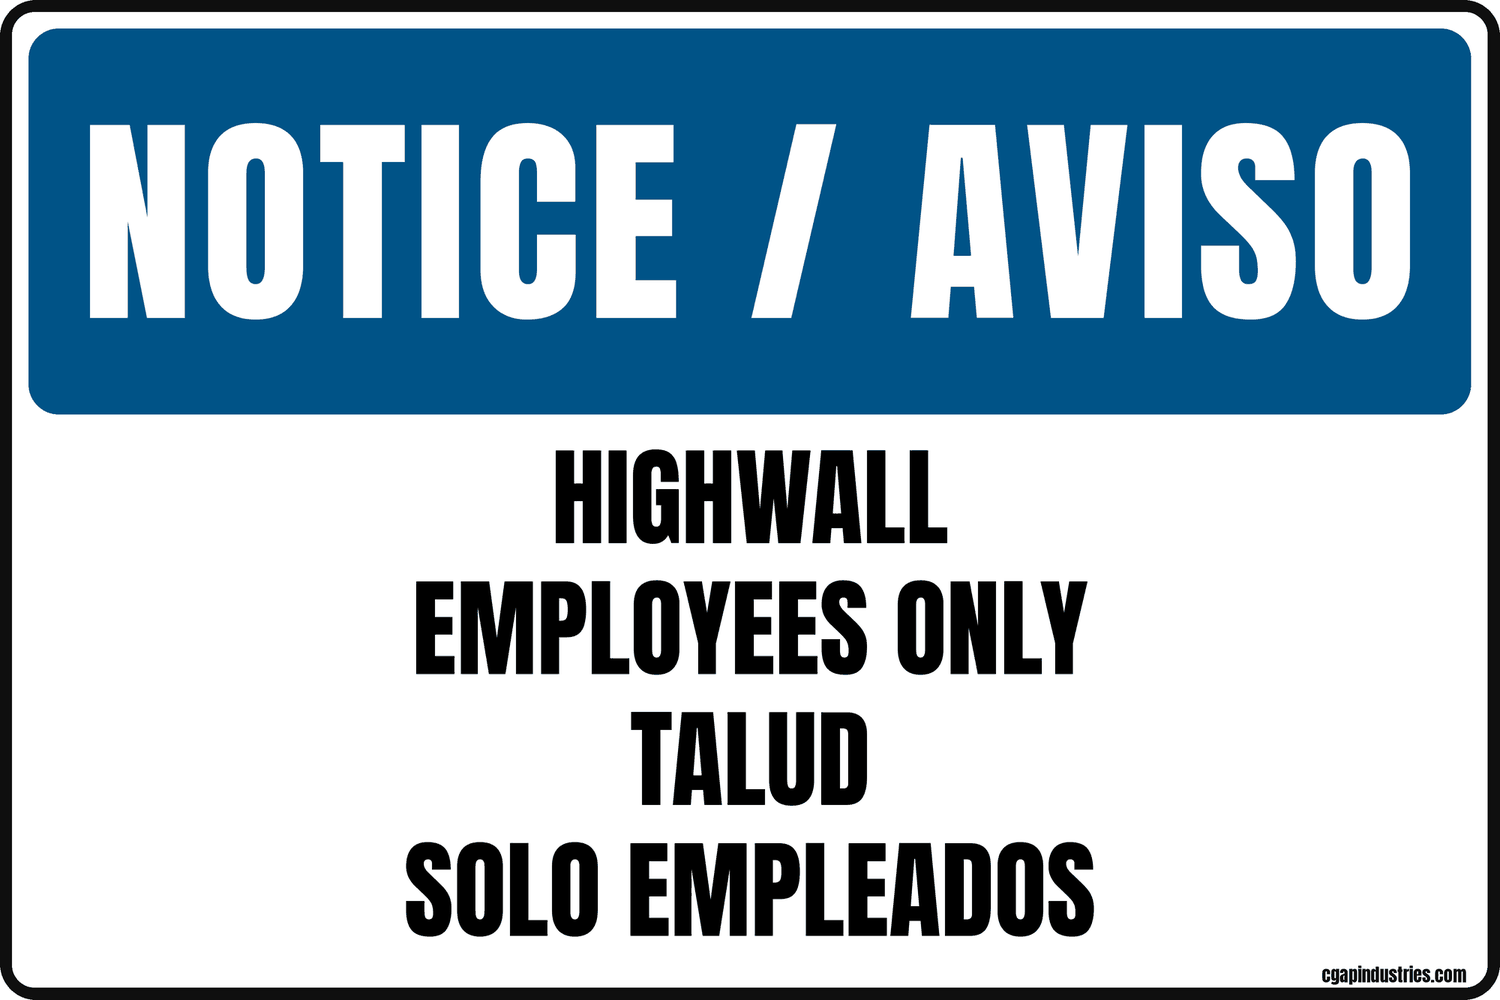 NOTICE / AVISO
HIGHWALL
EMPLOYEES ONLY
TALUD
SOLO EMPLEADOS
cgapindustries.com